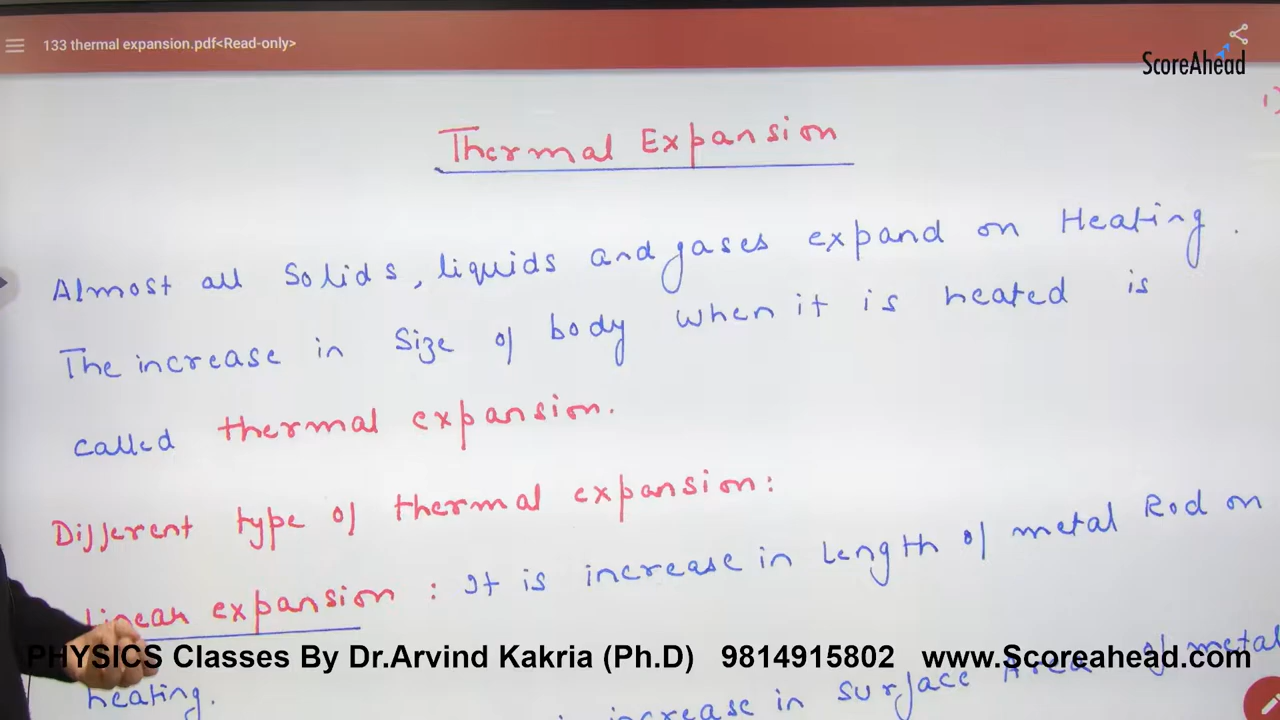 133 thermal expansion.pdf<Read-only>
ScoreAhead
Thermal Expansion
Almost all solids, liquids and gases expand on Heating.
The increase in size of body when it is heated is
called thermal expansion.
Different type of thermal expansion:
Linear expansion : It is increase in length of metal Rod on
heating.
increase in surface Area of metal
PHYSICS Classes By Dr.Arvind Kakria (Ph.D) 9814915802 www.Scoreahead.com